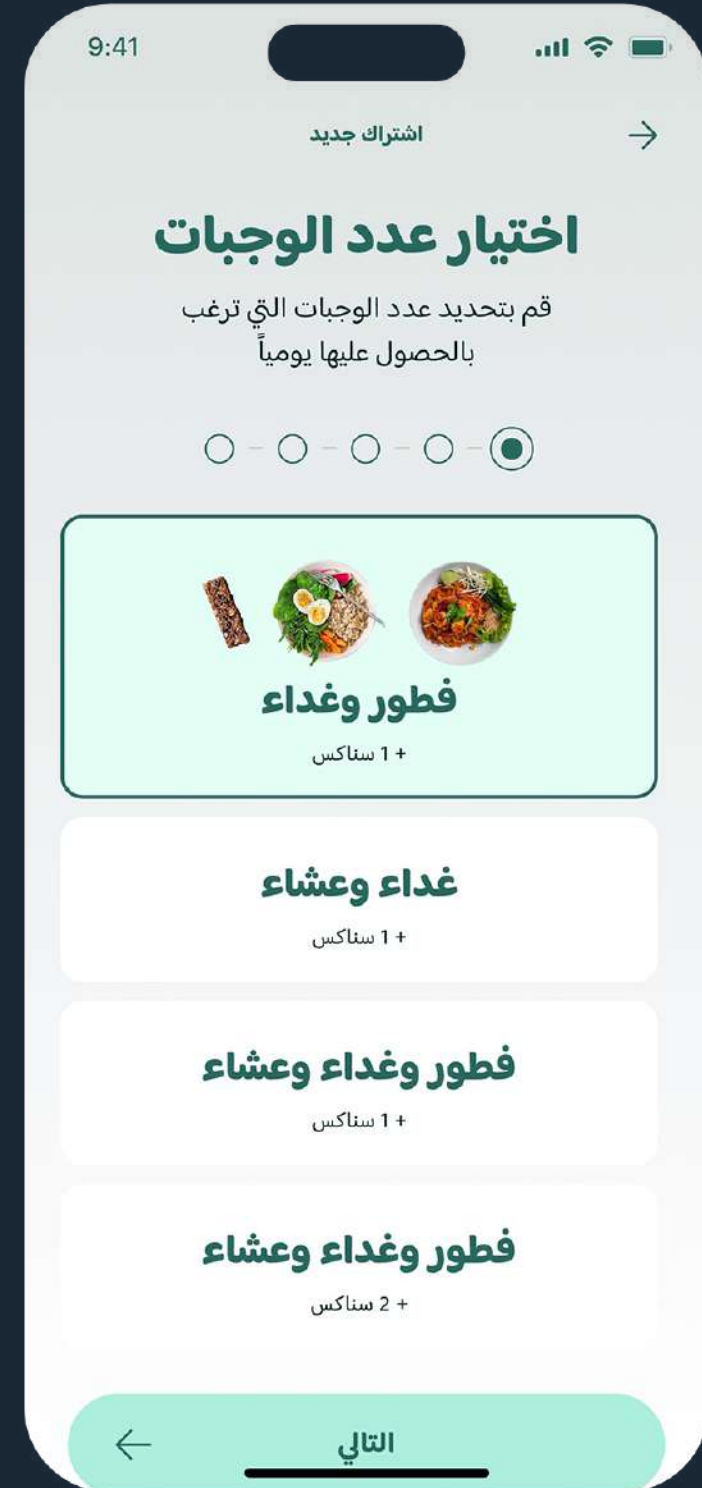 9:41
اشتراك جديد
اختيار عدد الوجبات
قم بتحديد عدد الوجبات التي ترغب
بالحصول عليها يومياً
فطور وغداء
+ 1 سناكس
غداء وعشاء
+ 1 سناكس
فطور وغداء وعشاء
+ 1 سناكس
فطور وغداء وعشاء
+ 2 سناكس
التالي